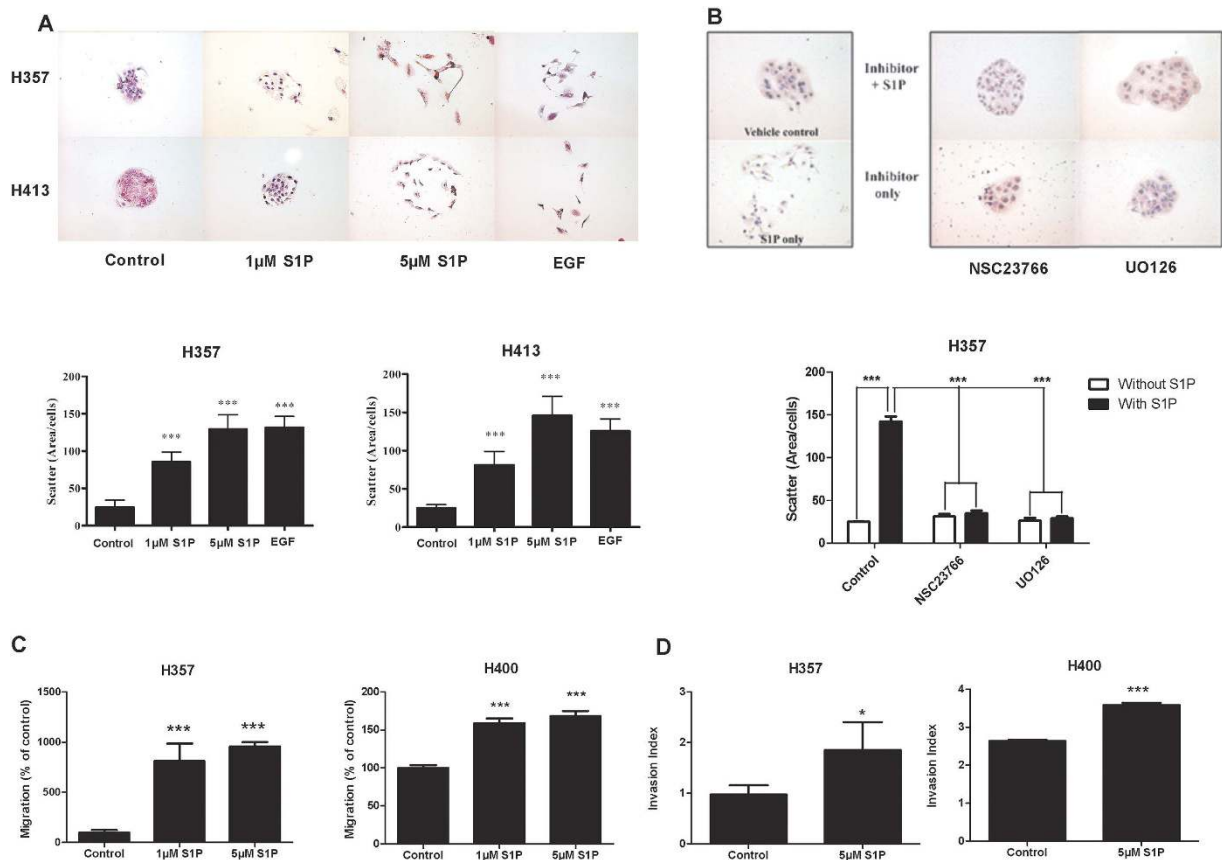 A
H357
H413
Control
1µM S1P
5µM S1P
EGF
H357
Scatter (Area/cells)
200
150
100
50
0
***
***
***
Control
1µM S1P
5µM S1P
EGF
H413
Scatter (Area/cells)
200
150
100
50
0
***
***
***
Control
1µM S1P
5µM S1P
EGF
B
Vehicle control
S1P only
Inhibitor
+ S1P
Inhibitor
only
NSC23766
UO126
H357
Scatter (Area/cells)
200
150
100
50
0
***
***
***
Without S1P
With S1P
Control
NSC23766
UO126
C
H357
Migration (% of control)
1500
1000
500
0
***
***
Control
1µM S1P
5µM S1P
H400
Migration (% of control)
200
150
100
50
0
***
***
Control
1µM S1P
5µM S1P
D
H357
Invasion Index
3
2
1
0
*
Control
5µM S1P
H400
Invasion Index
4
3
2
1
0
***
Control
5µM S1P